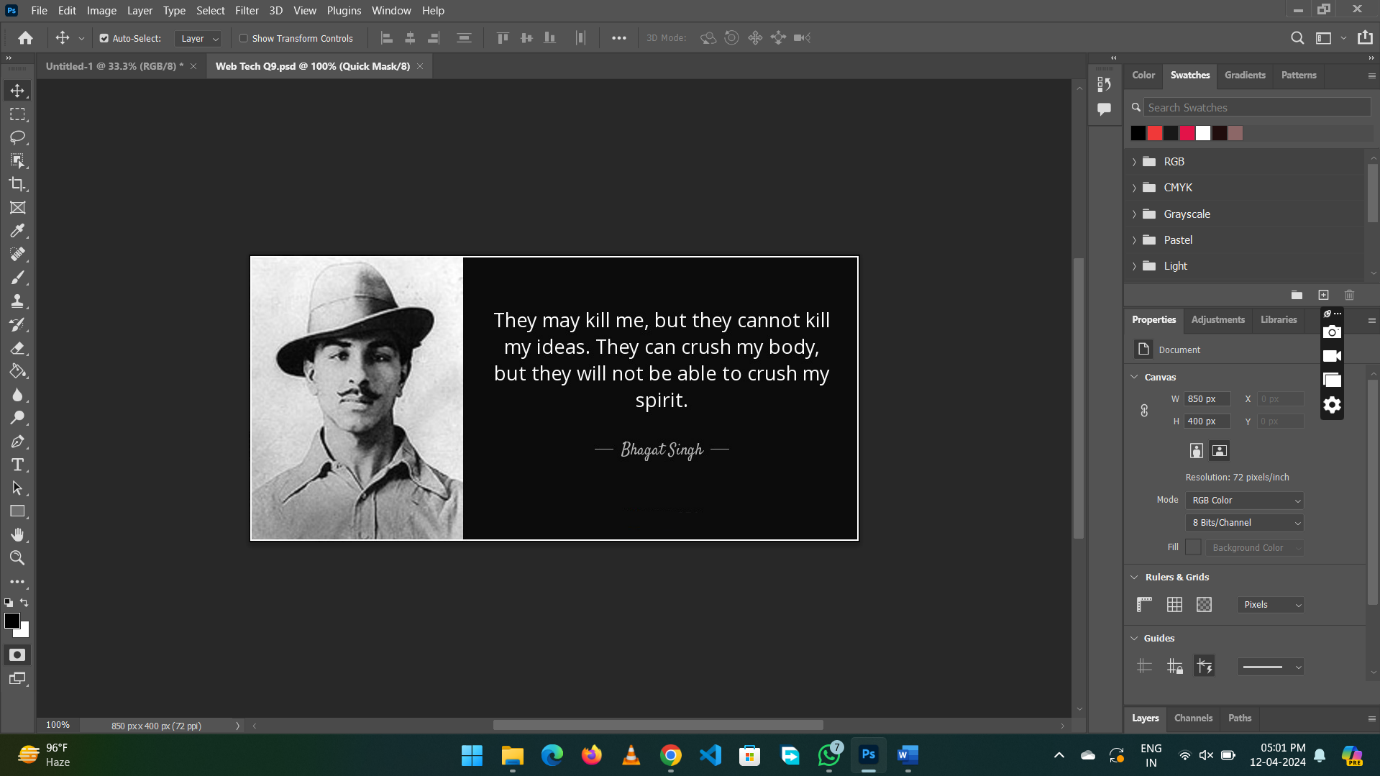 Ps File Edit Image Layer Type Select Filter 3D View Plugins Window Help
Auto-Select: Layer Show Transform Controls 3D Mode:
Untitled-1 @ 33.3% (RGB/8) * × Web Tech Q9.psd @ 100% (Quick Mask/8) ×
Color Swatches Gradients Patterns
Search Swatches
RGB
CMYK
Grayscale
Pastel
Light
They may kill me, but they cannot kill
my ideas. They can crush my body,
but they will not be able to crush my
spirit.
Bhagat Singh
Properties Adjustments Libraries
Document
Canvas
W 850 px X 0 px
H 400 px Y 0 px
Resolution: 72 pixels/inch
Mode RGB Color
8 Bits/Channel
Fill Background Color
Rulers & Grids
Pixels
Guides
Layers Channels Paths
100% 850 px x 400 px (72 ppi)
96°F
Haze
7
Ps
W
PRE
ENG
IN
05:01 PM
12-04-2024